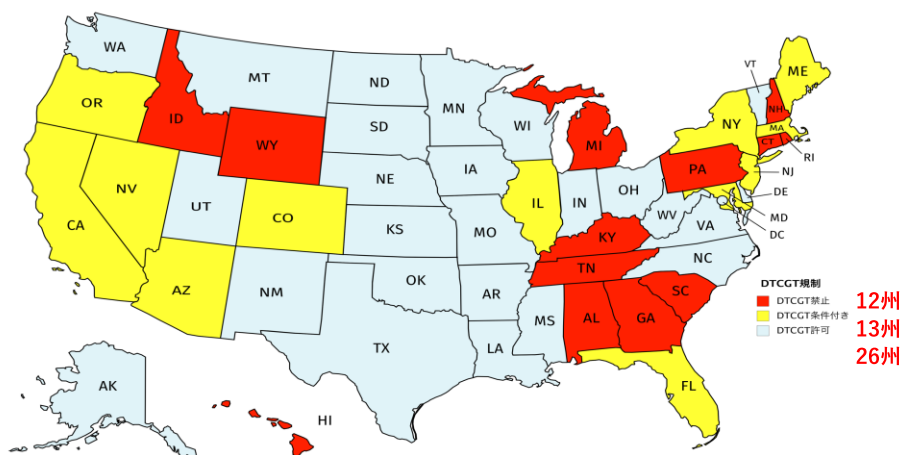 WA
MT
ND
MN
VT
ME
OR
ID
SD
WI
NH
NY
MA
WY
MI
CT
RI
IA
PA
NJ
NE
NV
OH
DE
UT
IL
IN
CO
WV
MD
CA
KS
MO
VA
DC
KY
NC
TN
OK
AZ
NM
AR
SC
MS
AL
GA
LA
TX
FL
AK
HI
DTCGT規制
DTCGT禁止 12州
DTCGT条件付き 13州
DTCGT許可 26州